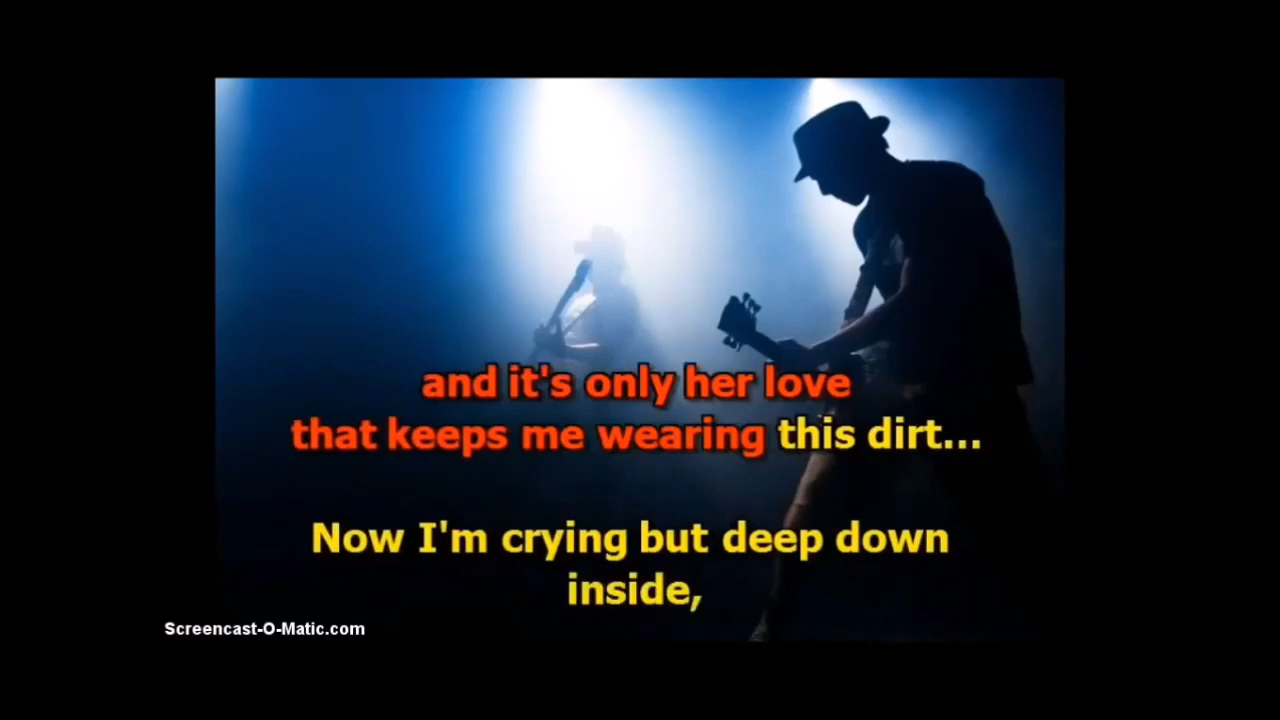 and it's only her love
that keeps me wearing this dirt...
Now I'm crying but deep down
inside,
Screencast-O-Matic.com